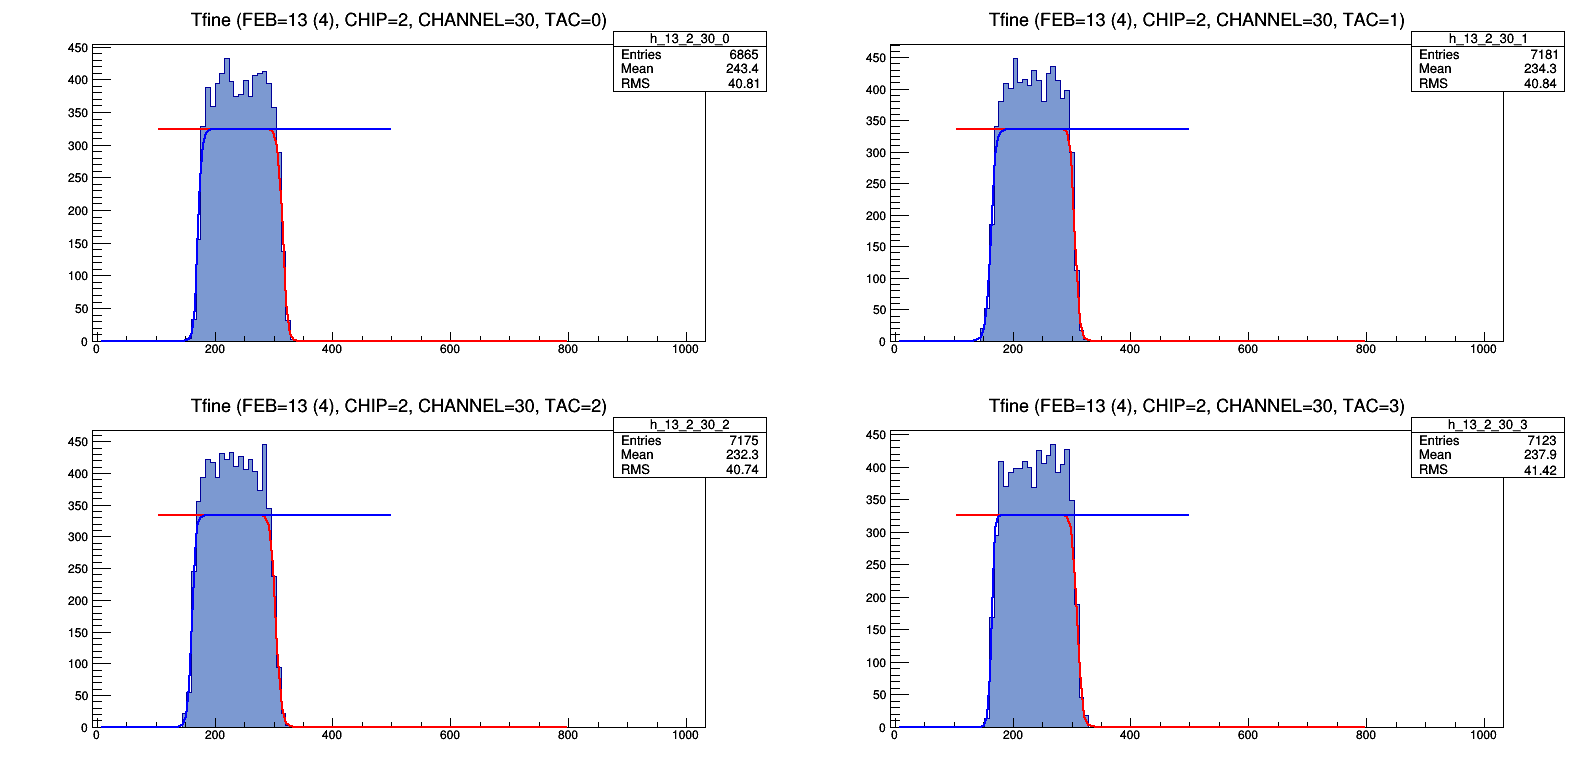 Tfine (FEB=13 (4), CHIP=2, CHANNEL=30, TAC=0)
h_13_2_30_0
Entries 6865
Mean 243.4
RMS 40.81
450
400
350
300
250
200
150
100
50
0
0 200 400 600 800 1000
Tfine (FEB=13 (4), CHIP=2, CHANNEL=30, TAC=1)
h_13_2_30_1
Entries 7181
Mean 234.3
RMS 40.84
450
400
350
300
250
200
150
100
50
0
0 200 400 600 800 1000
Tfine (FEB=13 (4), CHIP=2, CHANNEL=30, TAC=2)
h_13_2_30_2
Entries 7175
Mean 232.3
RMS 40.74
450
400
350
300
250
200
150
100
50
0
0 200 400 600 800 1000
Tfine (FEB=13 (4), CHIP=2, CHANNEL=30, TAC=3)
h_13_2_30_3
Entries 7123
Mean 237.9
RMS 41.42
450
400
350
300
250
200
150
100
50
0
0 200 400 600 800 1000